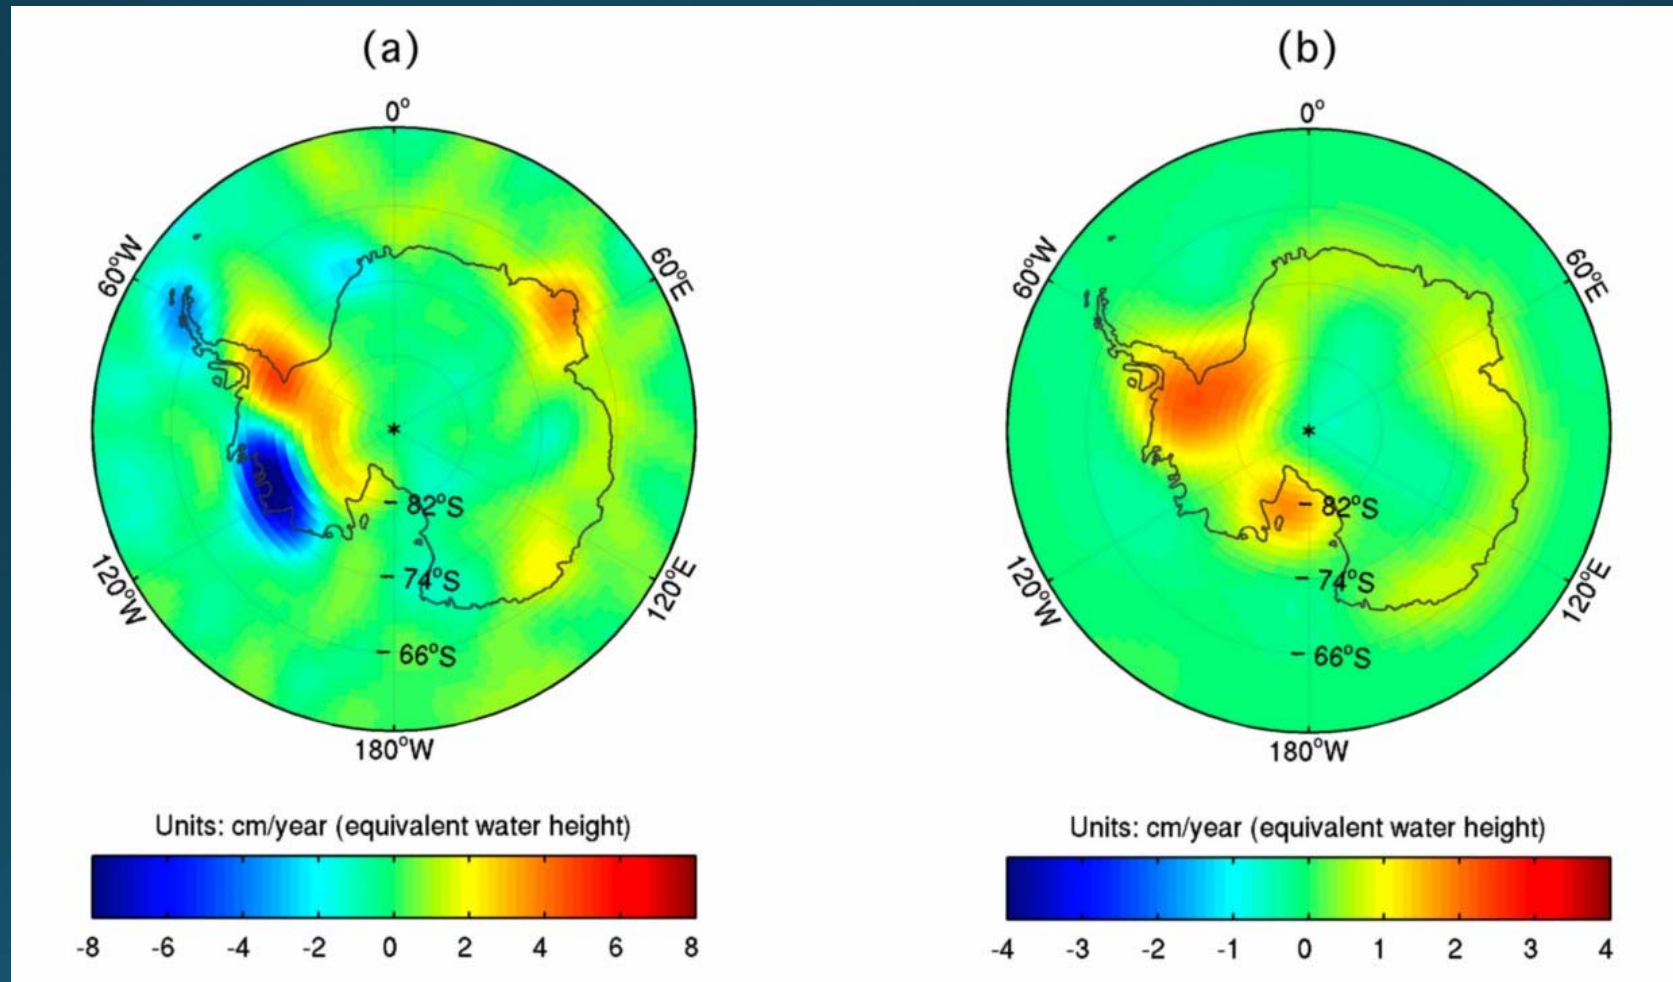 (a)
0°
60°W
60°E
82°S
74°S
120°W
120°E
66°S
180°W
Units: cm/year (equivalent water height)
-8 -6 -4 -2 0 2 4 6 8
(b)
0°
60°W
60°E
82°S
74°S
120°W
120°E
66°S
180°W
Units: cm/year (equivalent water height)
-4 -3 -2 -1 0 1 2 3 4